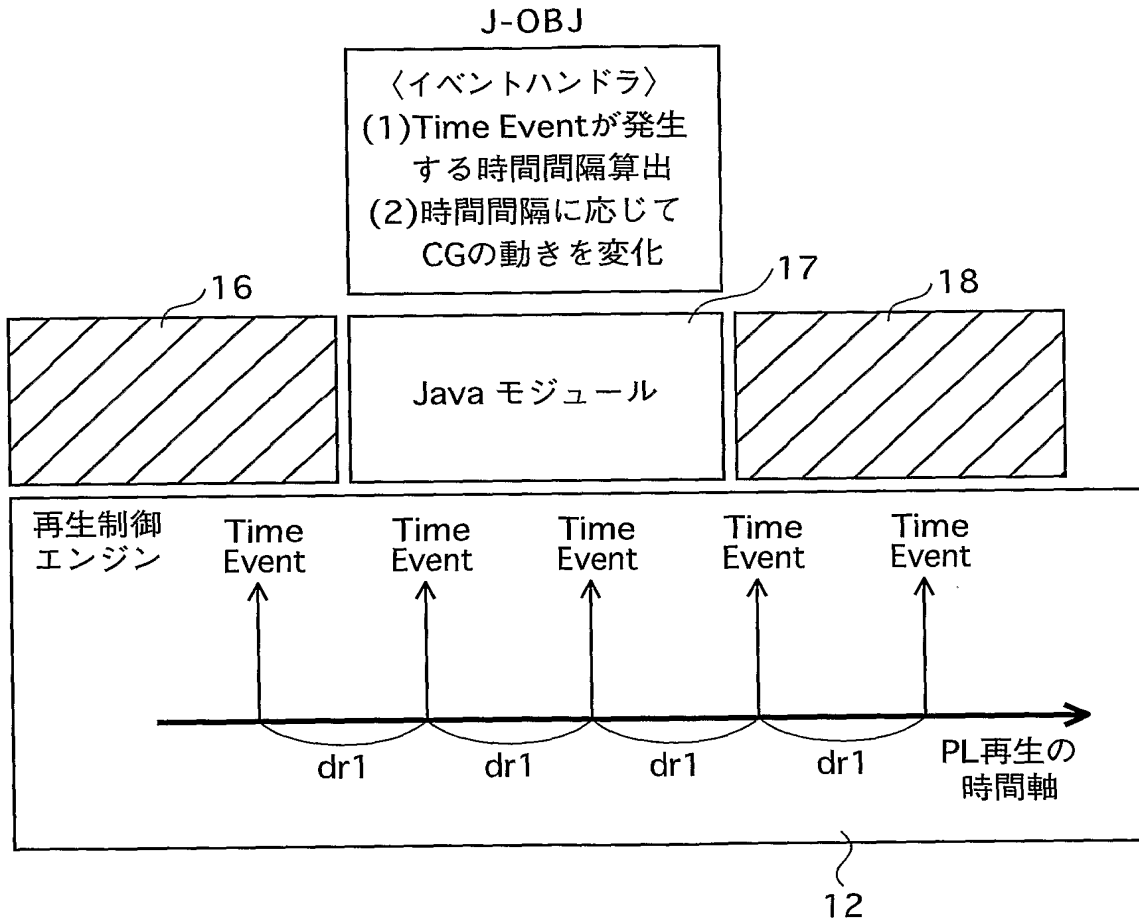 J-OBJ
〈イベントハンドラ〉
(1)Time Eventが発生
する時間間隔算出
(2)時間間隔に応じて
CGの動きを変化
16
17
18
Java モジュール
再生制御
エンジン
Time
Event
Time
Event
Time
Event
Time
Event
Time
Event
dr1
dr1
dr1
dr1
PL再生の
時間軸
12